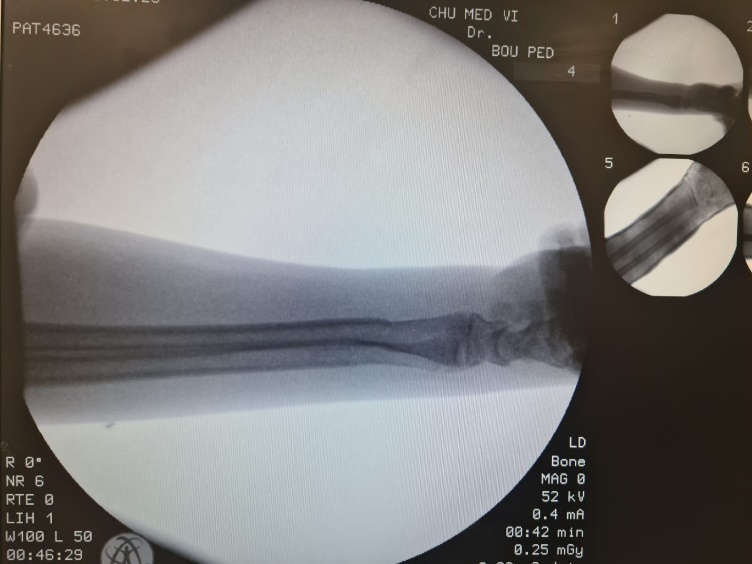 PAT4636
CHU MED VI
Dr.
BOU PED
4
1
2
5
6
R 0°
NR 6
RTE 0
LIH 1
W100 L 50
00:46:29
LD
Bone
MAG 0
52 kV
0.4 mA
00:42 min
0.25 mGy